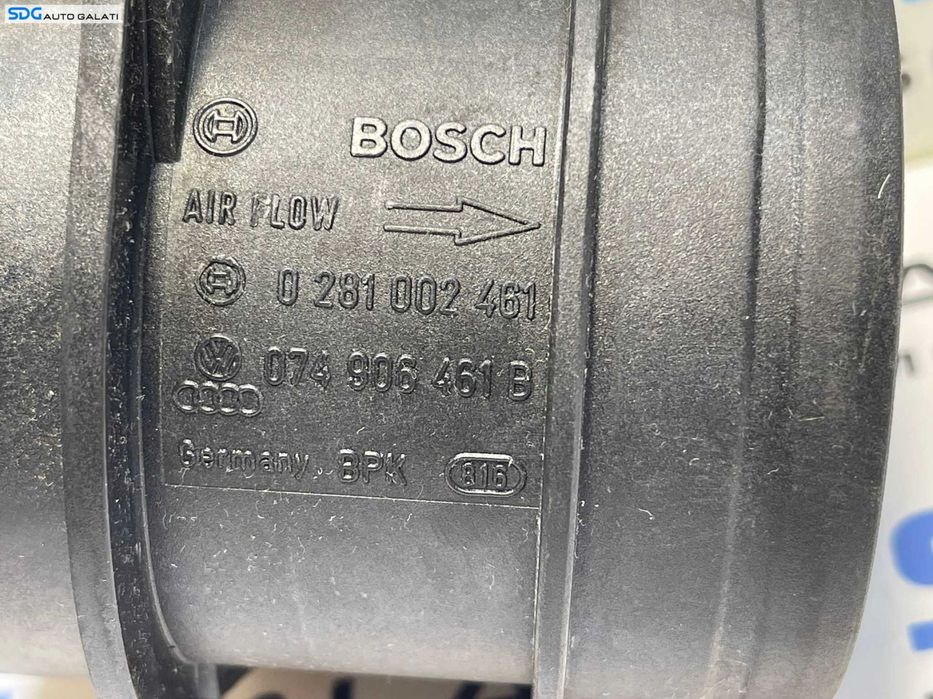 SDG AUTO GALATI
BOSCH
AIR FLOW
0 281 002 461
074 906 461 B
Germany BPK 816